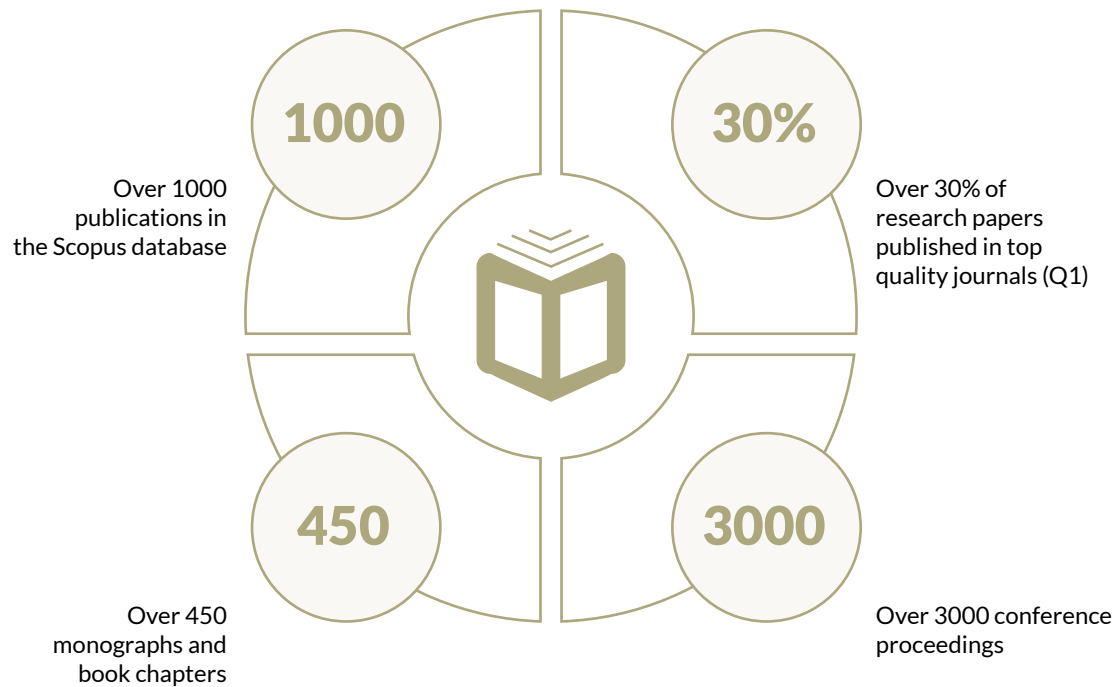 1000
Over 1000
publications in
the Scopus database
30%
Over 30% of
research papers
published in top
quality journals (Q1)
450
Over 450
monographs and
book chapters
3000
Over 3000 conference
proceedings